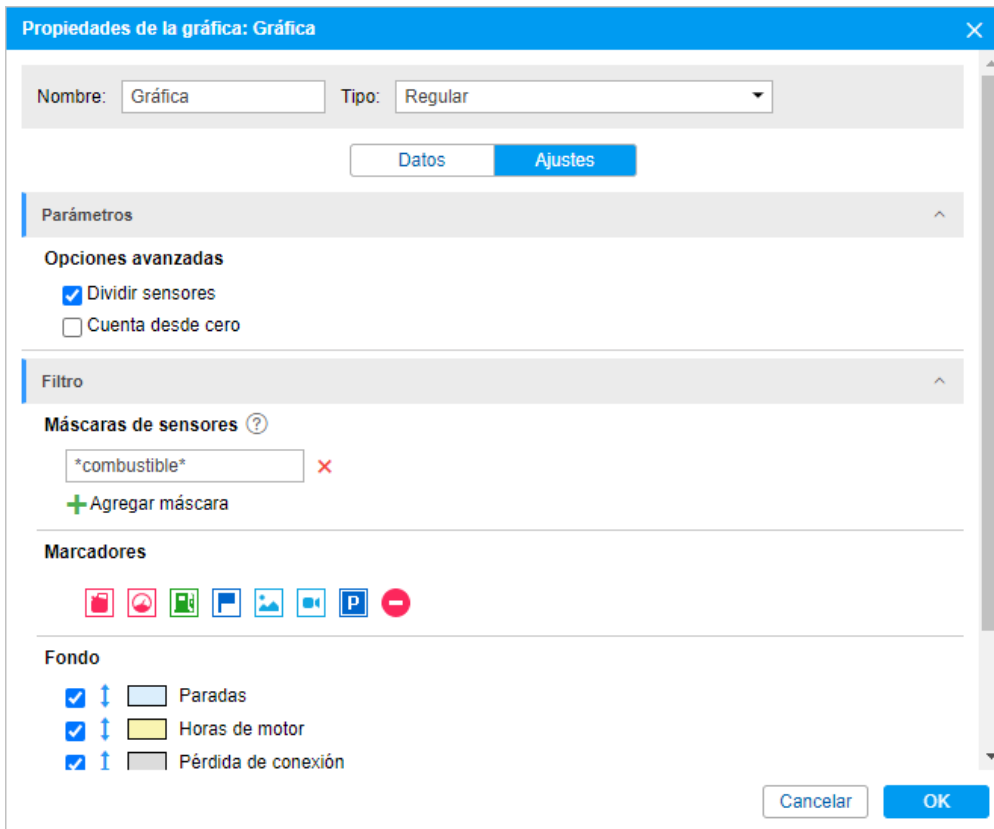 Propiedades de la gráfica: Gráfica
Nombre: Gráfica Tipo: Regular
Datos Ajustes
Parámetros
Opciones avanzadas
Dividir sensores
Cuenta desde cero
Filtro
Máscaras de sensores ?
*combustible*
Agregar máscara
Marcadores
P
Fondo
Paradas
Horas de motor
Pérdida de conexión
Cancelar OK